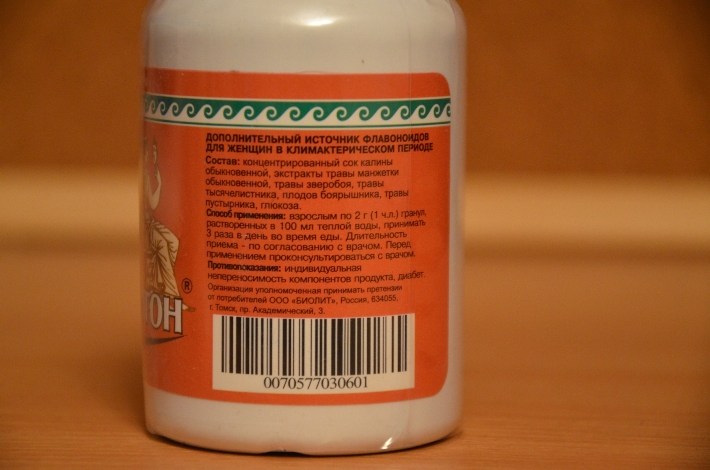 ДОПОЛНИТЕЛЬНЫЙ ИСТОЧНИК ФЛАВОНОИДОВ
ДЛЯ ЖЕНЩИН В КЛИМАКТЕРИЧЕСКОМ ПЕРИОДЕ
Состав: концентрированный сок калины
обыкновенной, экстракты травы манжетки
обыкновенной, травы зверобоя, травы
тысячелистника, плодов боярышника, травы
пустырника, глюкоза.
Способ применения: взрослым по 2 г (1 ч.л.) гранул,
растворенных в 100 мл теплой воды, принимать
3 раза в день во время еды. Длительность
приема - по согласованию с врачом. Перед
применением проконсультироваться с врачом.
Противопоказания: индивидуальная
непереносимость компонентов продукта, диабет.
Организация уполномоченная принимать претензии
от потребителей ООО «БИОЛИТ», Россия, 634055,
г. Томск, пр. Академический, 3.
®
ТОН
0070577030601